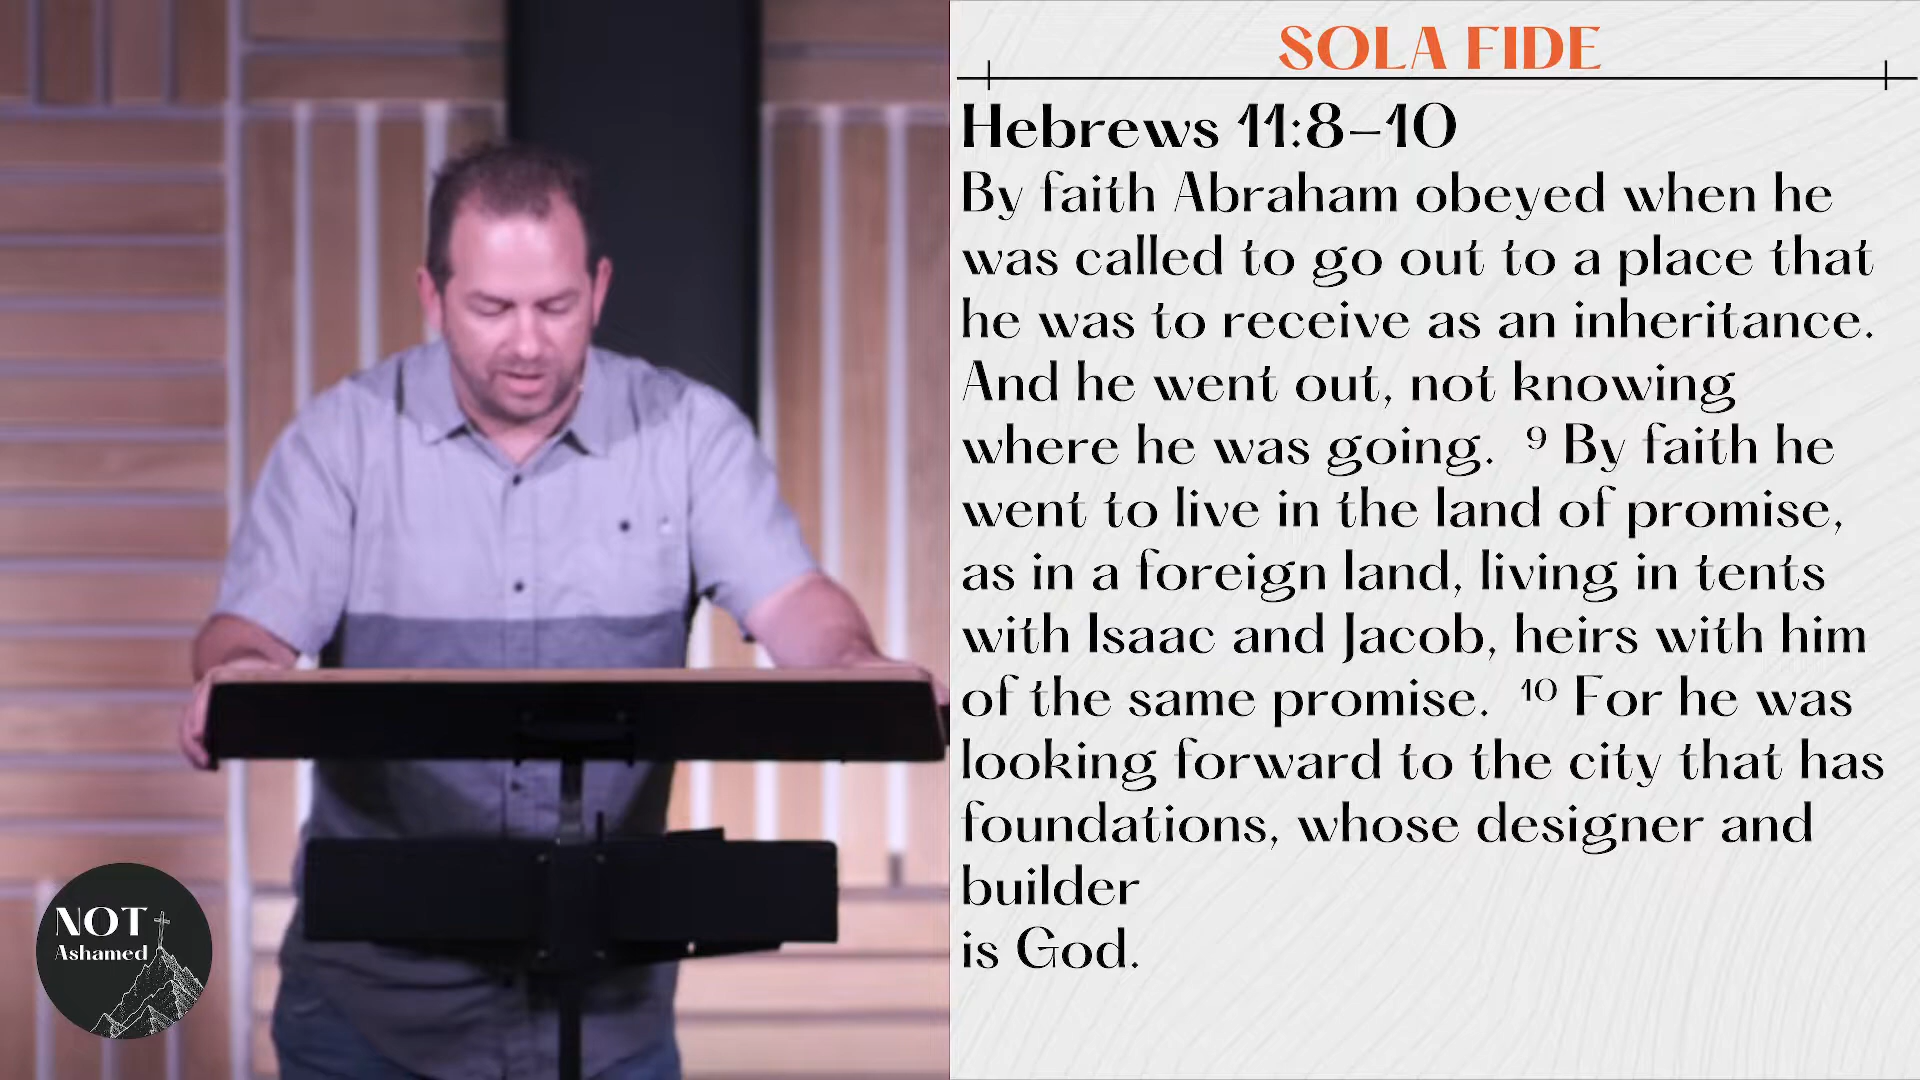 SOLA FIDE
Hebrews 11:8–10
By faith Abraham obeyed when he
was called to go out to a place that
he was to receive as an inheritance.
And he went out, not knowing
where he was going. ⁹ By faith he
went to live in the land of promise,
as in a foreign land, living in tents
with Isaac and Jacob, heirs with him
of the same promise. ¹⁰ For he was
looking forward to the city that has
foundations, whose designer and
builder
is God.
NOT
Ashamed